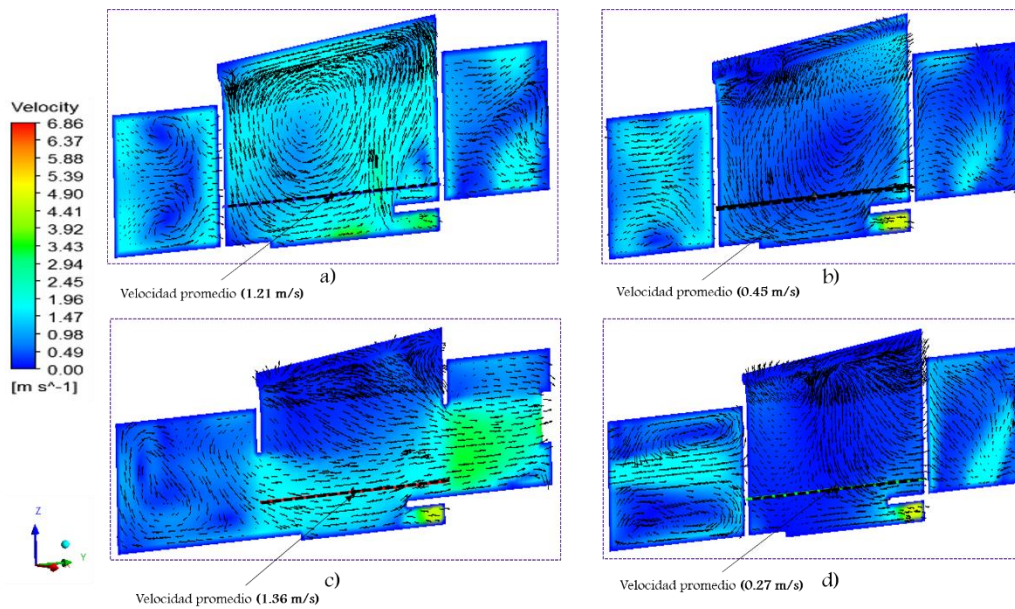 Velocity
6.86
6.37
5.88
5.39
4.90
4.41
3.92
3.43
2.94
2.45
1.96
1.47
0.98
0.49
0.00
[m s^-1]
a)
Velocidad promedio (1.21 m/s)
b)
Velocidad promedio (0.45 m/s)
Z
Y
c)
Velocidad promedio (1.36 m/s)
d)
Velocidad promedio (0.27 m/s)